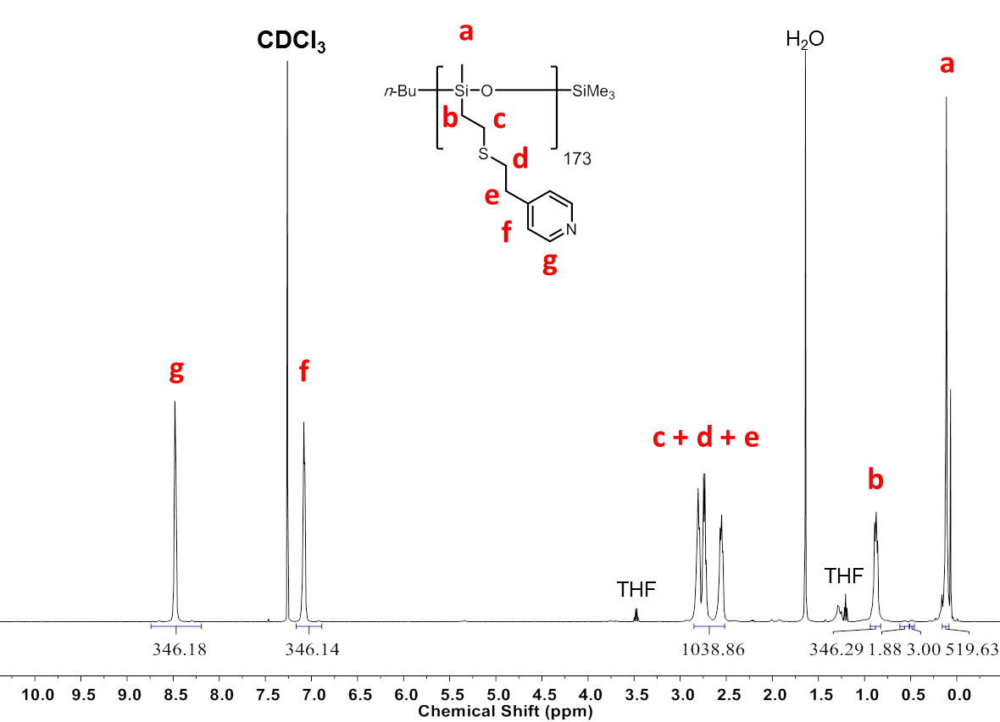 CDCl₃
H₂O
a
a
n-Bu
Si
O
SiMe₃
b
c
S
d
173
e
f
N
g
g
f
c + d + e
b
THF
THF
346.18
346.14
1038.86
346.29
1.88
3.00
519.63
10.0 9.5 9.0 8.5 8.0 7.5 7.0 6.5 6.0 5.5 5.0 4.5 4.0 3.5 3.0 2.5 2.0 1.5 1.0 0.5 0.0
Chemical Shift (ppm)